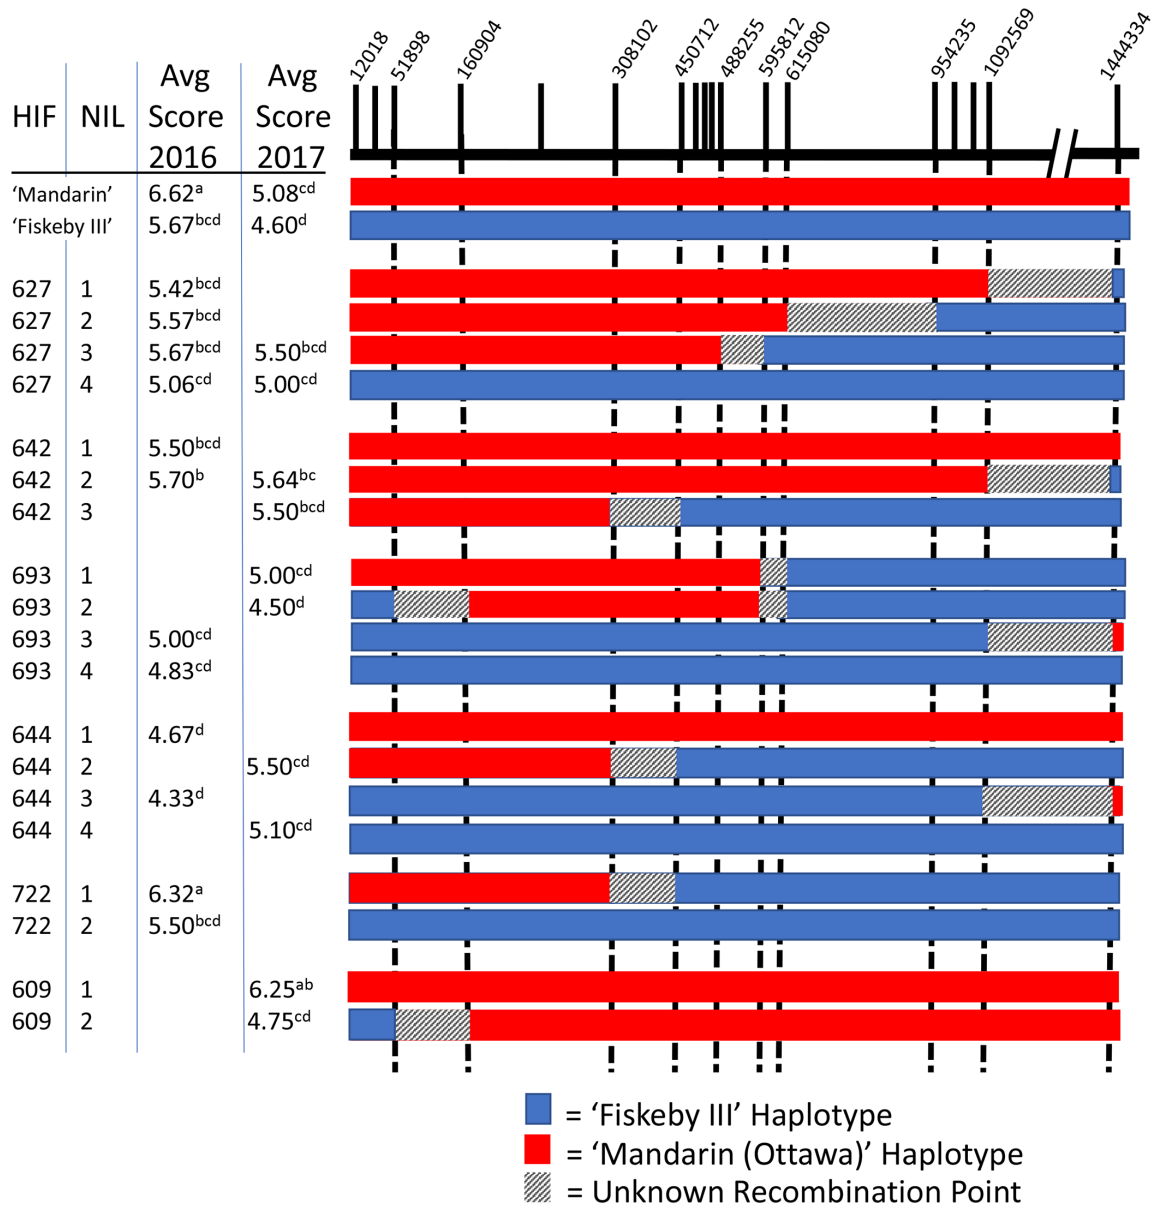 12018 51898 160904 308102 450712 488255 595812 615080 954235 1092569 1444334
HIF NIL Avg Score 2016 Avg Score 2017
‘Mandarin’ 6.62ᵃ 5.08ᶜᵈ
‘Fiskeby III’ 5.67ᵇᶜᵈ 4.60ᵈ
627 1 5.42ᵇᶜᵈ
627 2 5.57ᵇᶜᵈ
627 3 5.67ᵇᶜᵈ 5.50ᵇᶜᵈ
627 4 5.06ᶜᵈ 5.00ᶜᵈ
642 1 5.50ᵇᶜᵈ
642 2 5.70ᵇ 5.64ᵇᶜ
642 3 5.50ᵇᶜᵈ
693 1 5.00ᶜᵈ
693 2 4.50ᵈ
693 3 5.00ᶜᵈ
693 4 4.83ᶜᵈ
644 1 4.67ᵈ
644 2 5.50ᶜᵈ
644 3 4.33ᵈ
644 4 5.10ᶜᵈ
722 1 6.32ᵃ
722 2 5.50ᵇᶜᵈ
609 1 6.25ᵃᵇ
609 2 4.75ᶜᵈ
= ‘Fiskeby III’ Haplotype
= ‘Mandarin (Ottawa)’ Haplotype
= Unknown Recombination Point